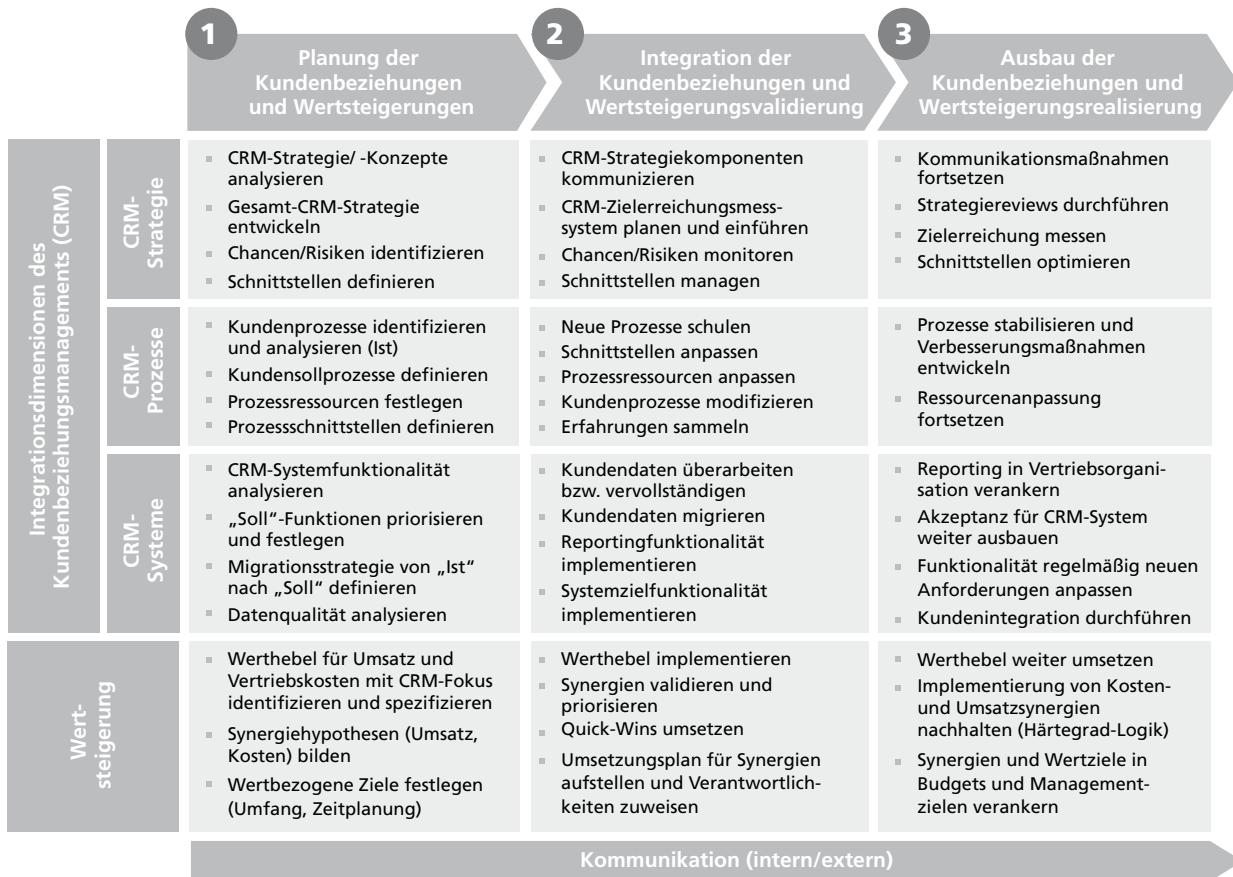 1
Planung der
Kundenbeziehungen
und Wertsteigerungen
2
Integration der
Kundenbeziehungen und
Wertsteigerungsvalidierung
3
Ausbau der
Kundenbeziehungen und
Wertsteigerungsrealisierung
Integrationsdimensionen des
Kundenbeziehungsmanagements (CRM)
CRM-
Strategie
CRM-Strategie/ -Konzepte
analysieren
Gesamt-CRM-Strategie
entwickeln
Chancen/Risiken identifizieren
Schnittstellen definieren
CRM-Strategiekomponenten
kommunizieren
CRM-Zielerreichungsmess-
system planen und einführen
Chancen/Risiken monitoren
Schnittstellen managen
Kommunikationsmaßnahmen
fortsetzen
Strategiereviews durchführen
Zielerreichung messen
Schnittstellen optimieren
CRM-
Prozesse
Kundenprozesse identifizieren
und analysieren (Ist)
Kundensollprozesse definieren
Prozessressourcen festlegen
Prozessschnittstellen definieren
Neue Prozesse schulen
Schnittstellen anpassen
Prozessressourcen anpassen
Kundenprozesse modifizieren
Erfahrungen sammeln
Prozesse stabilisieren und
Verbesserungsmaßnahmen
entwickeln
Ressourcenanpassung
fortsetzen
CRM-
Systeme
CRM-Systemfunktionalität
analysieren
„Soll“-Funktionen priorisieren
und festlegen
Migrationsstrategie von „Ist“
nach „Soll“ definieren
Datenqualität analysieren
Kundendaten überarbeiten
bzw. vervollständigen
Kundendaten migrieren
Reportingfunktionalität
implementieren
Systemzielfunktionalität
implementieren
Reporting in Vertriebsorgani-
sation verankern
Akzeptanz für CRM-System
weiter ausbauen
Funktionalität regelmäßig neuen
Anforderungen anpassen
Kundenintegration durchführen
Wert-
steigerung
Werthebel für Umsatz und
Vertriebskosten mit CRM-Fokus
identifizieren und spezifizieren
Synergiehypothesen (Umsatz,
Kosten) bilden
Wertbezogene Ziele festlegen
(Umfang, Zeitplanung)
Werthebel implementieren
Synergien validieren und
priorisieren
Quick-Wins umsetzen
Umsetzungsplan für Synergien
aufstellen und Verantwortlich-
keiten zuweisen
Werthebel weiter umsetzen
Implementierung von Kosten-
und Umsatzsynergien
nachhalten (Härtegrad-Logik)
Synergien und Wertziele in
Budgets und Management-
zielen verankern
Kommunikation (intern/extern)